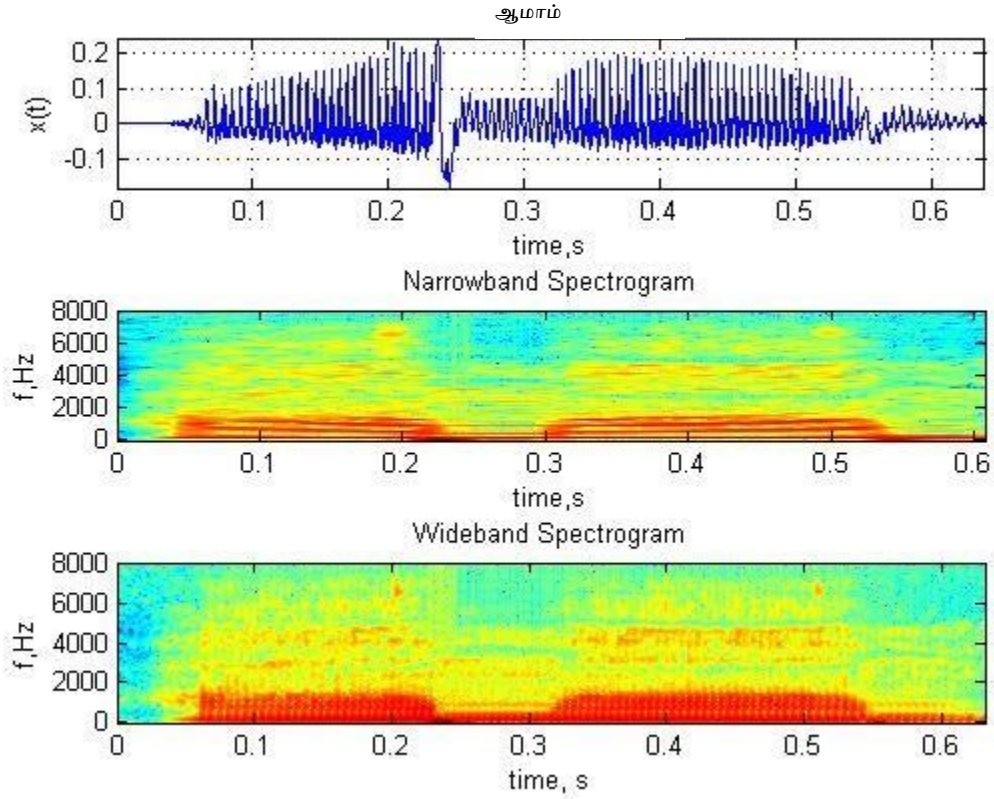 ஆமாம்
x(t)
0.2
0.1
0
-0.1
0 0.1 0.2 0.3 0.4 0.5 0.6
time,s
Narrowband Spectrogram
f,Hz
8000
6000
4000
2000
0
0 0.1 0.2 0.3 0.4 0.5 0.6
time,s
Wideband Spectrogram
f,Hz
8000
6000
4000
2000
0
0 0.1 0.2 0.3 0.4 0.5 0.6
time, s